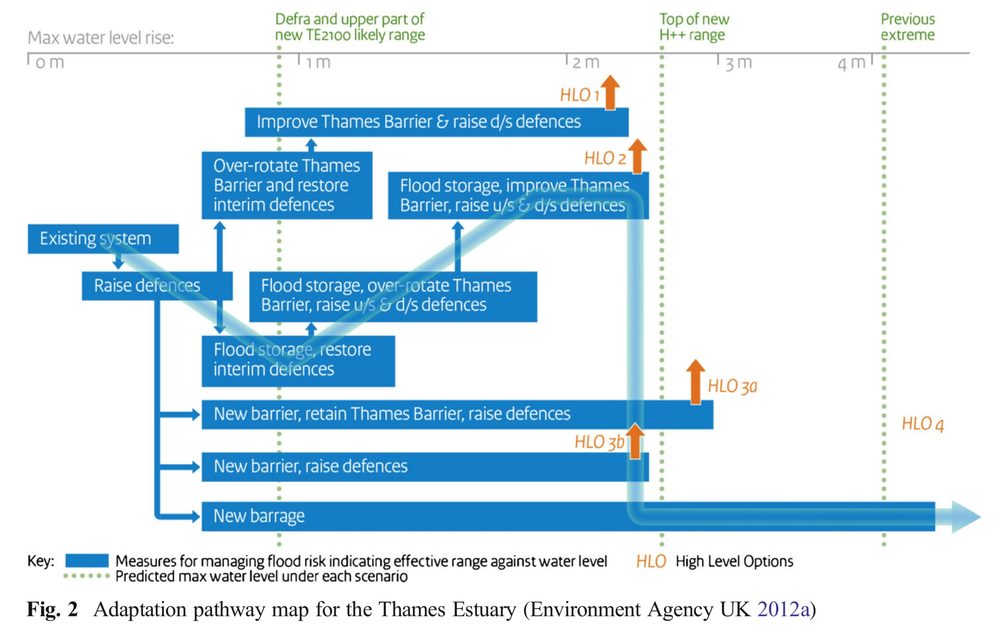 Defra and upper part of
new TE2100 likely range
Top of new
H++ range
Previous
extreme
Max water level rise:
0 m
1 m
2 m
3 m
4 m
HLO 1
Improve Thames Barrier & raise d/s defences
HLO 2
Over-rotate Thames
Barrier and restore
interim defences
Flood storage, improve Thames
Barrier, raise u/s & d/s defences
Existing system
Raise defences
Flood storage, over-rotate Thames
Barrier, raise u/s & d/s defences
Flood storage, restore
interim defences
HLO 3a
New barrier, retain Thames Barrier, raise defences
HLO 4
HLO 3b
New barrier, raise defences
New barrage
Key:
Measures for managing flood risk indicating effective range against water level
HLO High Level Options
Predicted max water level under each scenario
Fig. 2 Adaptation pathway map for the Thames Estuary (Environment Agency UK 2012a)